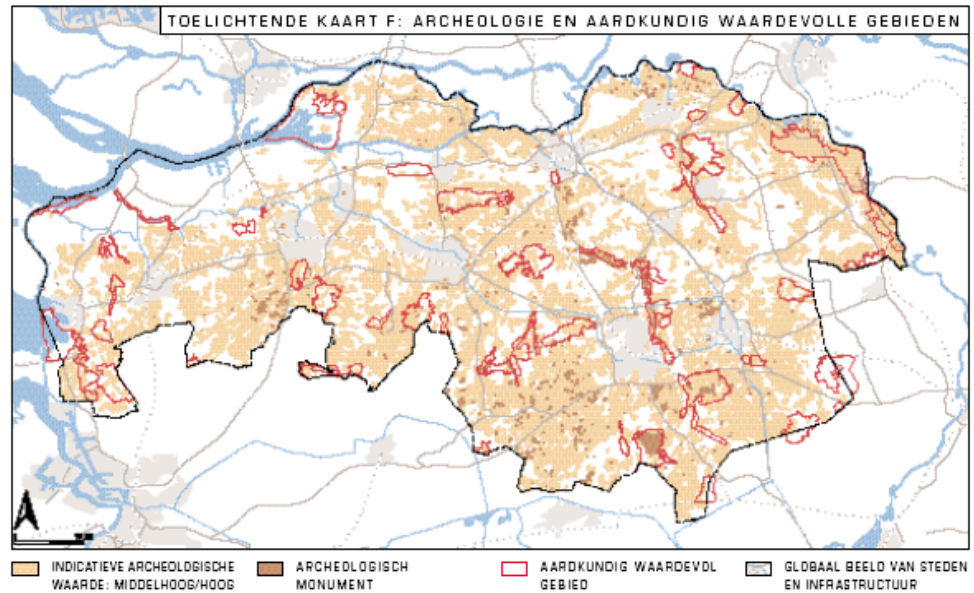 TOELICHTENDE KAART F: ARCHEOLOGIE EN AARDKUNDIG WAARDEVOLLE GEBIEDEN
INDICATIEVE ARCHEOLOGISCHE
WAARDE: MIDDELHOOG/HOOG
ARCHEOLOGISCH
MONUMENT
AARDKUNDIG WAARDEVOL
GEBIED
GLOBAAL BEELD VAN STEDEN
EN INFRASTRUCTUUR